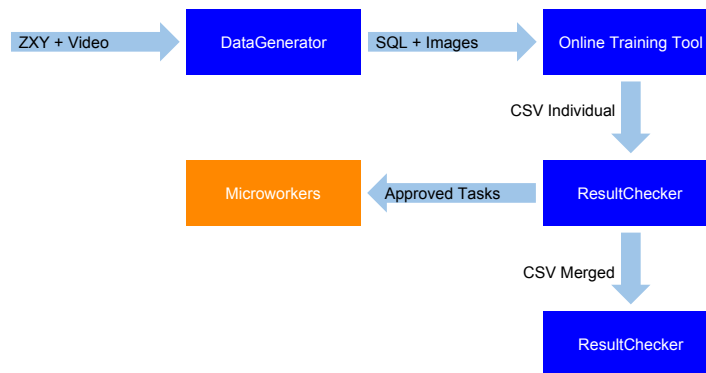 ZXY + Video
DataGenerator
SQL + Images
Online Training Tool
CSV Individual
Microworkers
Approved Tasks
ResultChecker
CSV Merged
ResultChecker